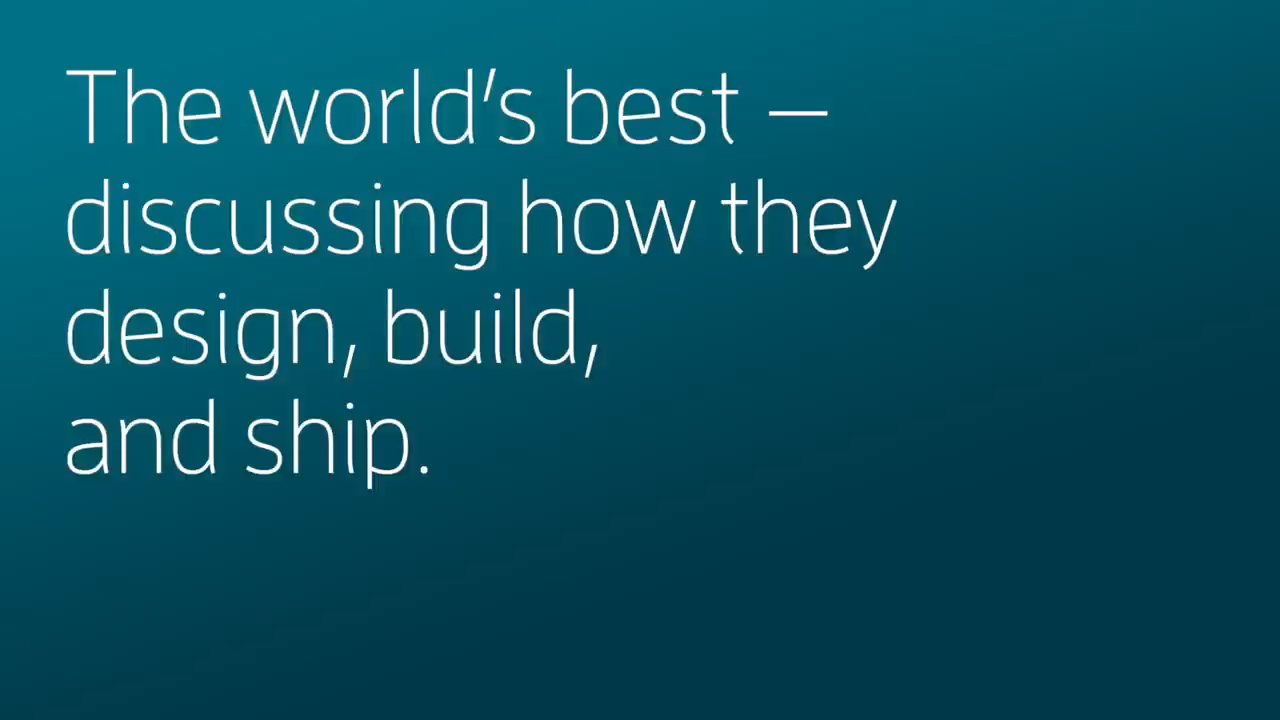 The world’s best –
discussing how they
design, build,
and ship.